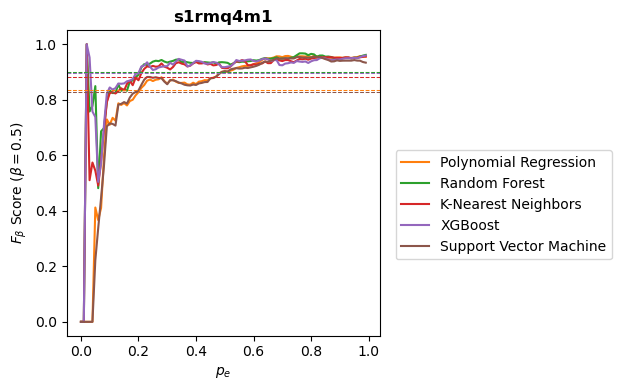 s1rmq4m1
1.0
0.8
0.6
0.4
0.2
0.0
F_β Score (β = 0.5)
0.0 0.2 0.4 0.6 0.8 1.0
p_e
Polynomial Regression
Random Forest
K-Nearest Neighbors
XGBoost
Support Vector Machine